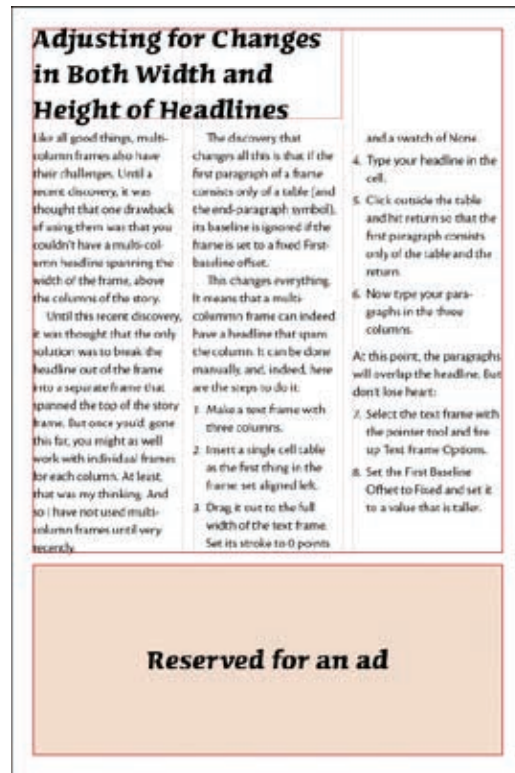 Adjusting for Changes
in Both Width and
Height of Headlines
Like all good things, multi-
column frames also have
their challenges. Until a
recent discovery, it was
thought that one drawback
of using them was that you
couldn't have a multi-col-
umn headline spanning the
width of the frame, above
the columns of the story.
Until this recent discovery,
it was thought that the only
solution was to break the
headline out of the frame
into a separate frame that
spanned the top of the story
frame. But once you'd gone
this far, you might as well
work with individual frames
for each column. At least,
that was my thinking. And
so I have not used multi-
column frames until very
recently.
The discovery that
changes all this is that if the
first paragraph of a frame
consists only of a table (and
the end-paragraph symbol),
its baseline is ignored if the
frame is set to a fixed First-
baseline offset.
This changes everything.
It means that a multi-
columnn frame can indeed
have a headline that spans
the column. It can be done
manually, and, indeed, here
are the steps to do it:
1 Make a text frame with
three columns.
2 Insert a single cell table
as the first thing in the
frame set aligned left.
3 Drag it out to the full
width of the text frame.
Set its stroke to 0 points
and a swatch of None.
4. Type your headline in the
cell.
5. Click outside the table
and hit return so that the
first paragraph consists
only of the table and the
return.
6. Now type your para-
graphs in the three
columns.
At this point, the paragraphs
will overlap the headline. But
don't lose heart:
7. Select the text frame with
the pointer tool and fire
up Text Frame Options.
8. Set the First Baseline
Offset to Fixed and set it
to a value that is taller.
Reserved for an ad